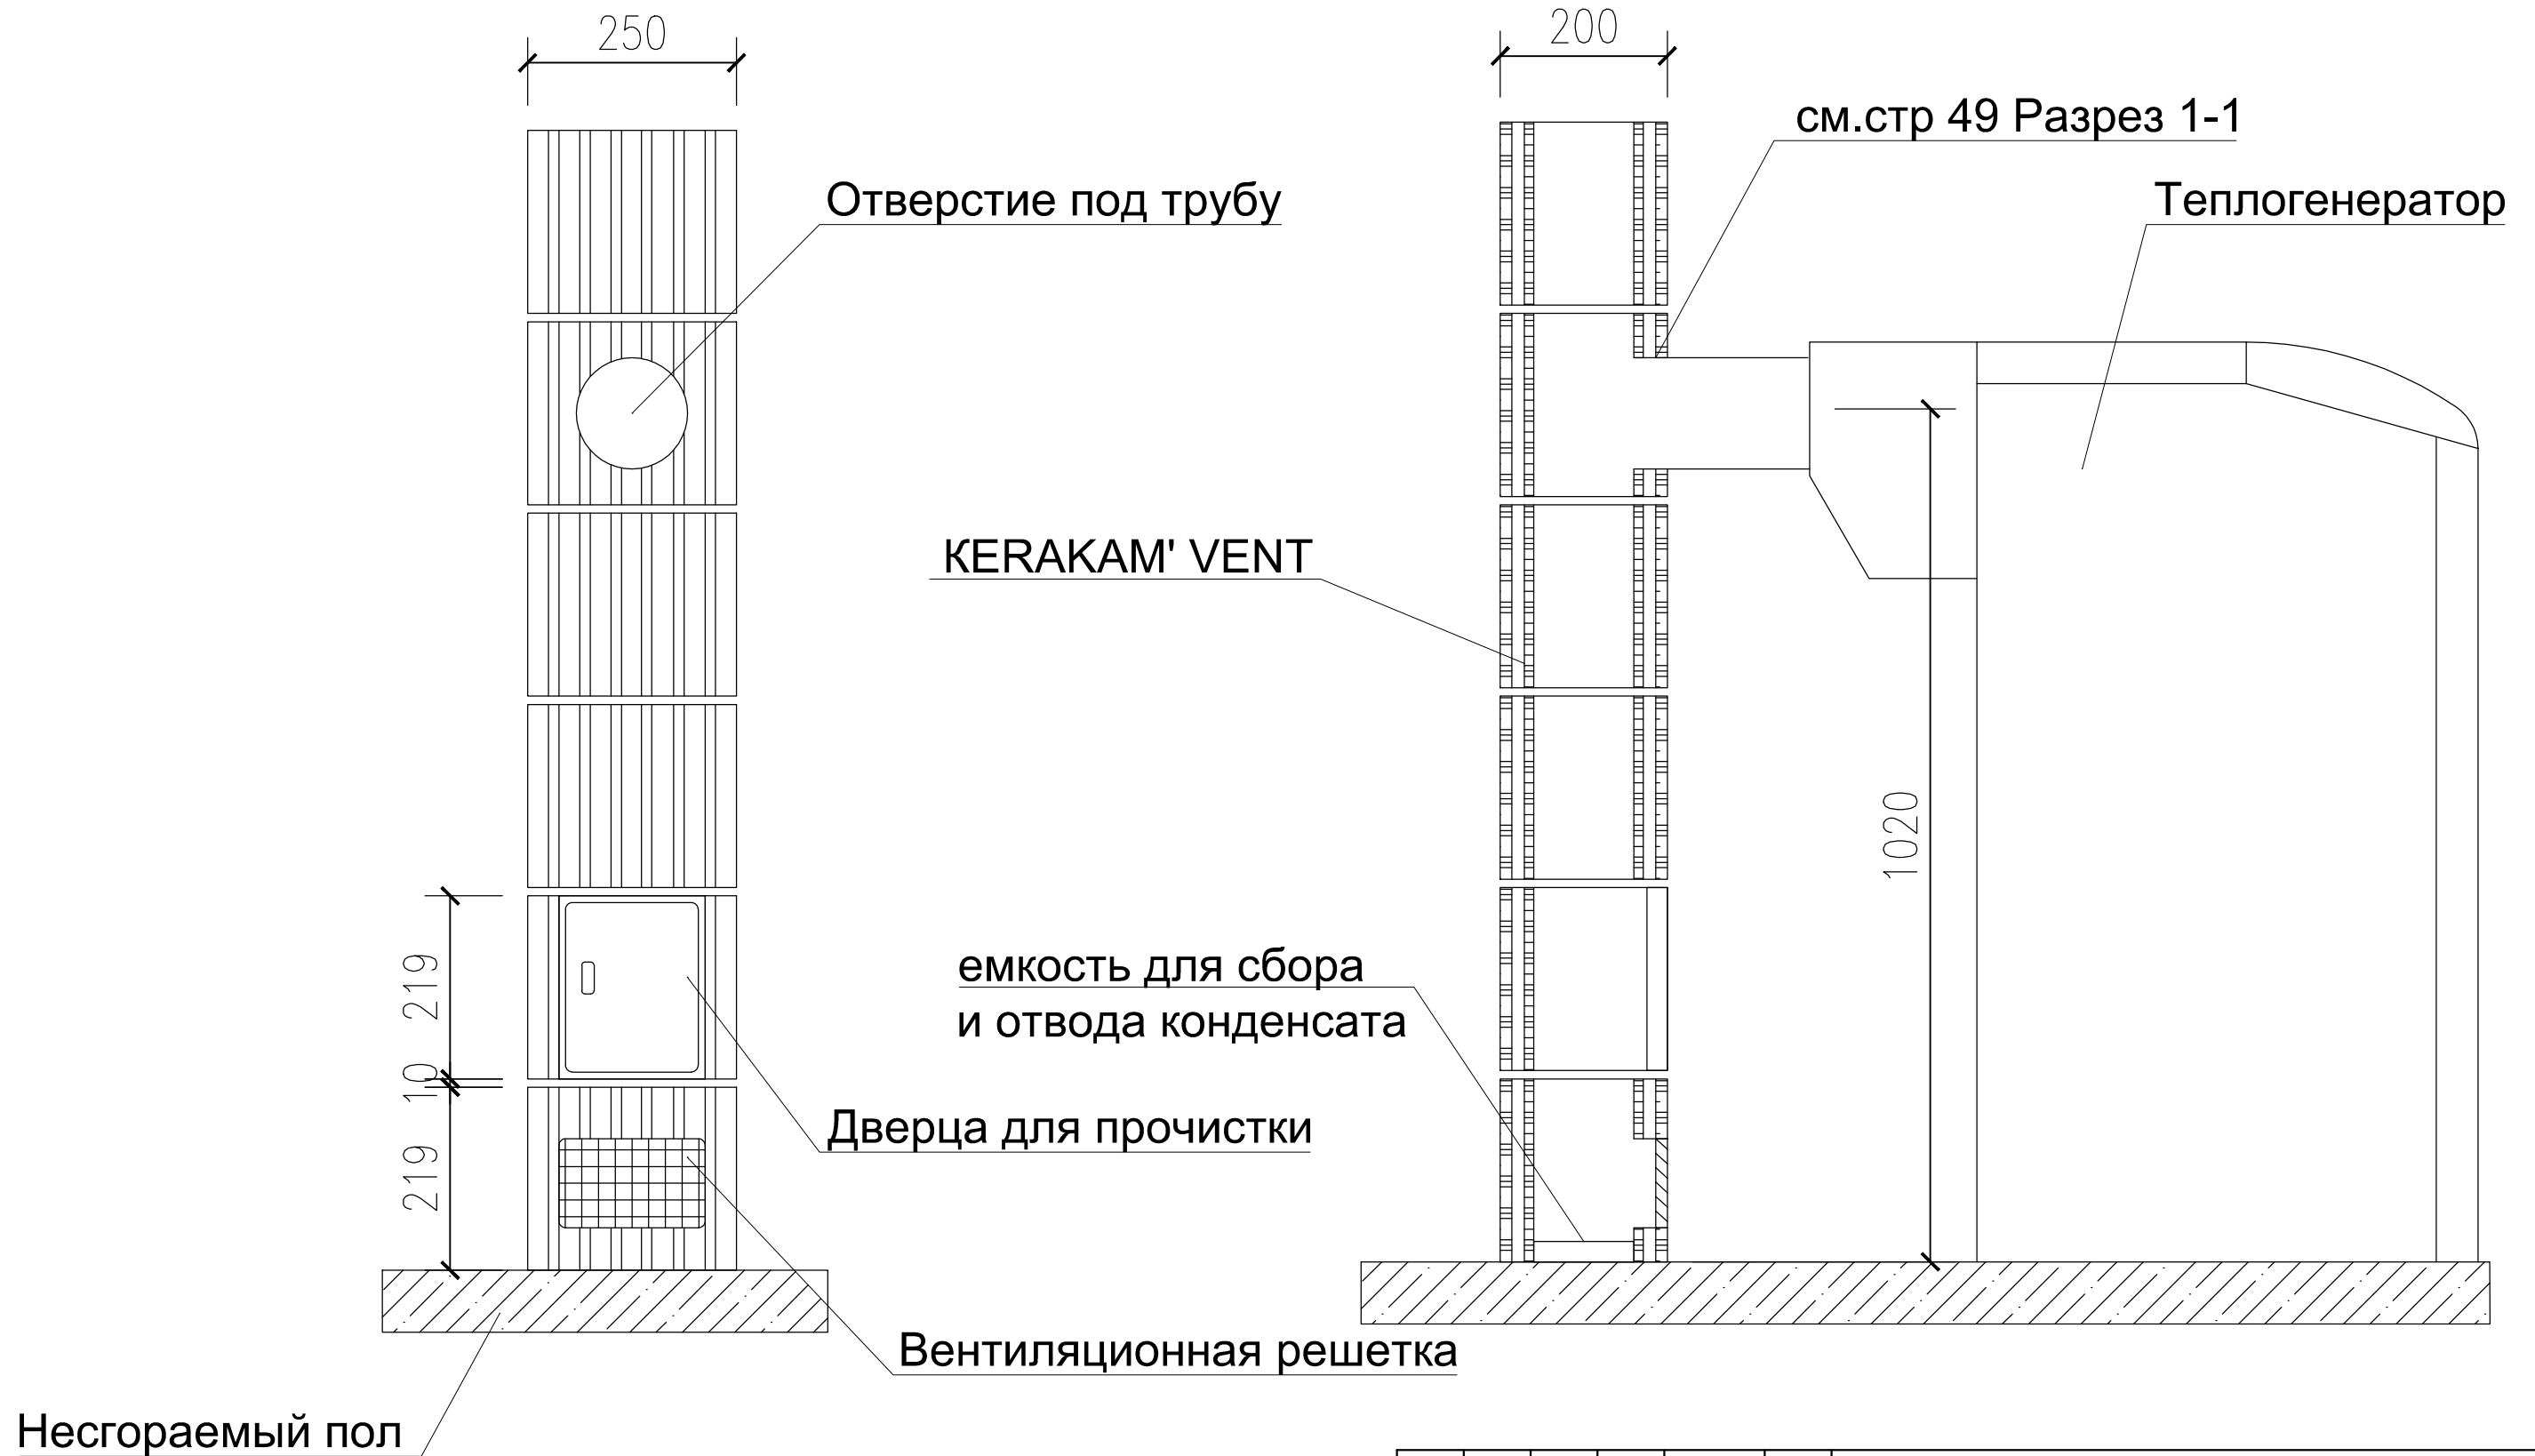 250
200
см.стр 49 Разрез 1-1
Отверстие под трубу
Теплогенератор
KERAKAM' VENT
1020
219
емкость для сбора
и отвода конденсата
10
Дверца для прочистки
219
Вентиляционная решетка
Несгораемый пол